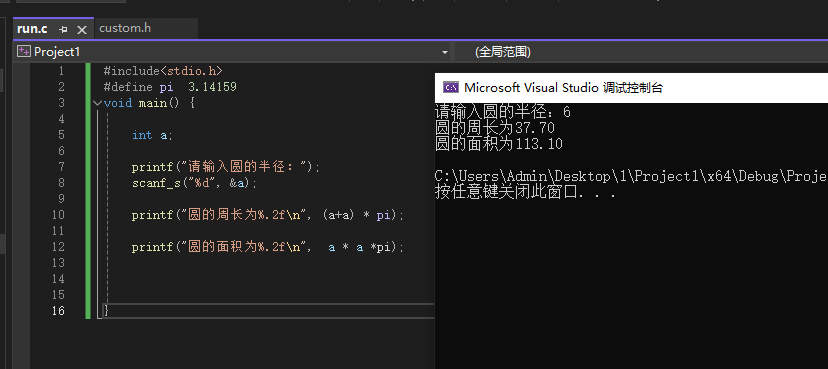 run.c custom.h
Project1 (全局范围)
1 #include<stdio.h>
2 #define pi  3.14159
3 void main() {
4
5 int a;
6
7 printf("请输入圆的半径：");
8 scanf_s("%d", &a);
9
10 printf("圆的周长为%.2f\n", (a+a) * pi);
11
12 printf("圆的面积为%.2f\n",  a * a *pi);
13
14
15
16 }
Microsoft Visual Studio 调试控制台
请输入圆的半径：6
圆的周长为37.70
圆的面积为113.10
C:\Users\Admin\Desktop\1\Project1\x64\Debug\Proje
按任意键关闭此窗口. . .